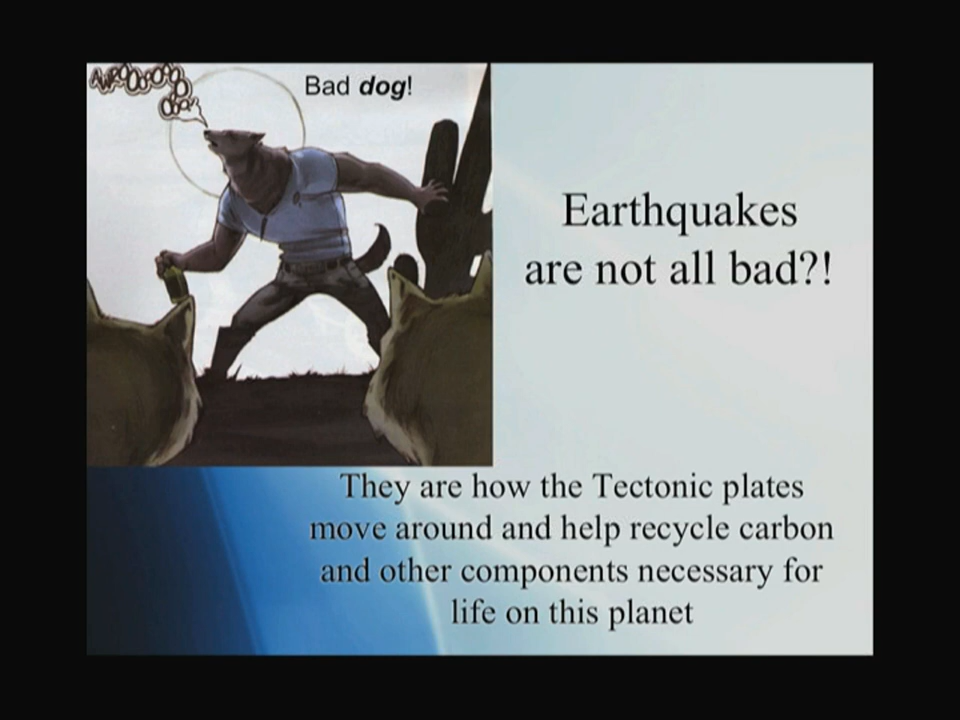 Bad dog!
Earthquakes
are not all bad?!
They are how the Tectonic plates
move around and help recycle carbon
and other components necessary for
life on this planet